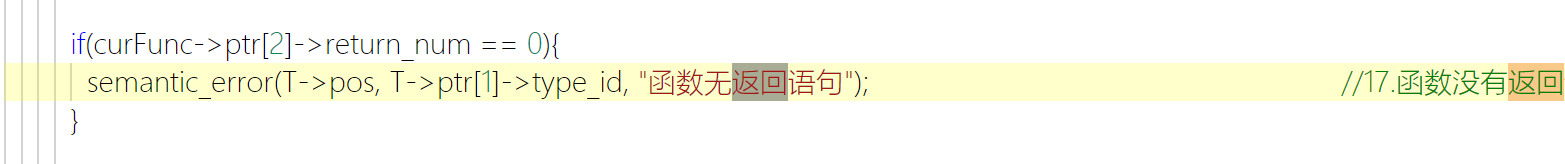 if(curFunc->ptr[2]->return_num == 0){
semantic_error(T->pos, T->ptr[1]->type_id, "函数无返回语句"); //17.函数没有返回
}